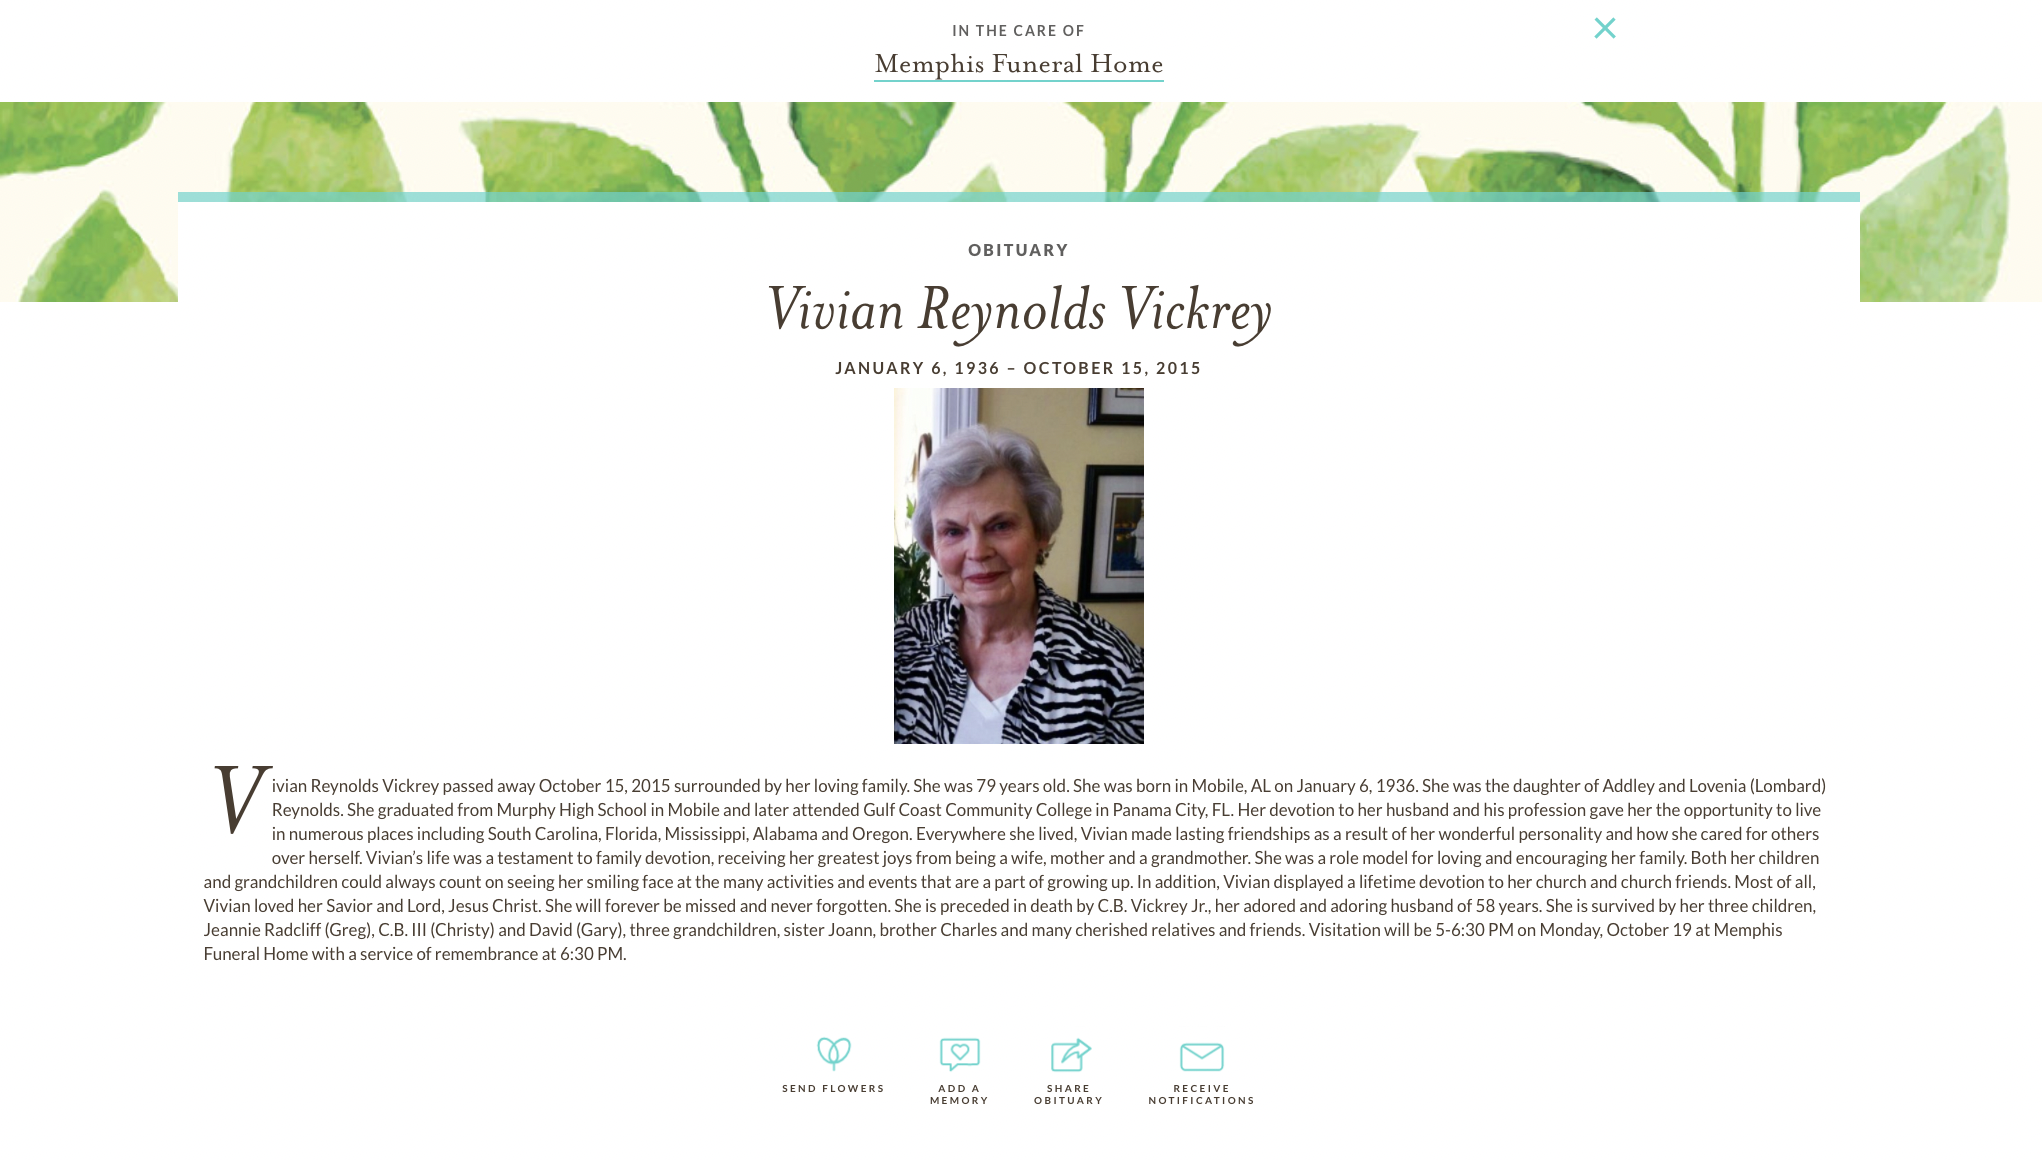 IN THE CARE OF
Memphis Funeral Home
OBITUARY
Vivian Reynolds Vickrey
JANUARY 6, 1936 – OCTOBER 15, 2015
Vivian Reynolds Vickrey passed away October 15, 2015 surrounded by her loving family. She was 79 years old. She was born in Mobile, AL on January 6, 1936. She was the daughter of Addley and Lovenia (Lombard)
Reynolds. She graduated from Murphy High School in Mobile and later attended Gulf Coast Community College in Panama City, FL. Her devotion to her husband and his profession gave her the opportunity to live
in numerous places including South Carolina, Florida, Mississippi, Alabama and Oregon. Everywhere she lived, Vivian made lasting friendships as a result of her wonderful personality and how she cared for others
over herself. Vivian’s life was a testament to family devotion, receiving her greatest joys from being a wife, mother and a grandmother. She was a role model for loving and encouraging her family. Both her children
and grandchildren could always count on seeing her smiling face at the many activities and events that are a part of growing up. In addition, Vivian displayed a lifetime devotion to her church and church friends. Most of all,
Vivian loved her Savior and Lord, Jesus Christ. She will forever be missed and never forgotten. She is preceded in death by C.B. Vickrey Jr., her adored and adoring husband of 58 years. She is survived by her three children,
Jeannie Radcliff (Greg), C.B. III (Christy) and David (Gary), three grandchildren, sister Joann, brother Charles and many cherished relatives and friends. Visitation will be 5-6:30 PM on Monday, October 19 at Memphis
Funeral Home with a service of remembrance at 6:30 PM.
SEND FLOWERS
ADD A
MEMORY
SHARE
OBITUARY
RECEIVE
NOTIFICATIONS